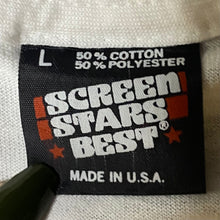 L
50% COTTON
50% POLYESTER
SCREEN
STARS
BEST®
MADE IN U.S.A.